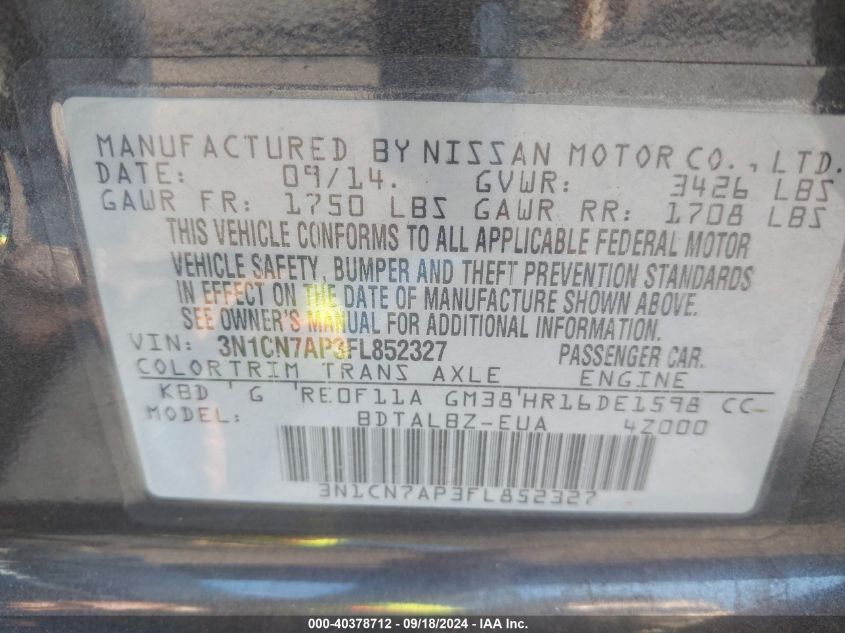 MANUFACTURED BY NISSAN MOTOR CO., LTD.
DATE: 09/14. GVWR: 3426 LBS
GAWR FR: 1750 LBS GAWR RR: 1708 LBS
THIS VEHICLE CONFORMS TO ALL APPLICABLE FEDERAL MOTOR
VEHICLE SAFETY, BUMPER AND THEFT PREVENTION STANDARDS
IN EFFECT ON THE DATE OF MANUFACTURE SHOWN ABOVE.
SEE OWNER'S MANUAL FOR ADDITIONAL INFORMATION.
VIN: 3N1CN7AP3FL852327 PASSENGER CAR.
COLOR TRIM TRANS AXLE ENGINE
KBD ' G 'RE0F11A GM38'HR16DE1598 CC
MODEL: BDTALBZ-EUA 4Z000
3N1CN7AP3FL852327
000-40378712 - 09/18/2024 - IAA Inc.